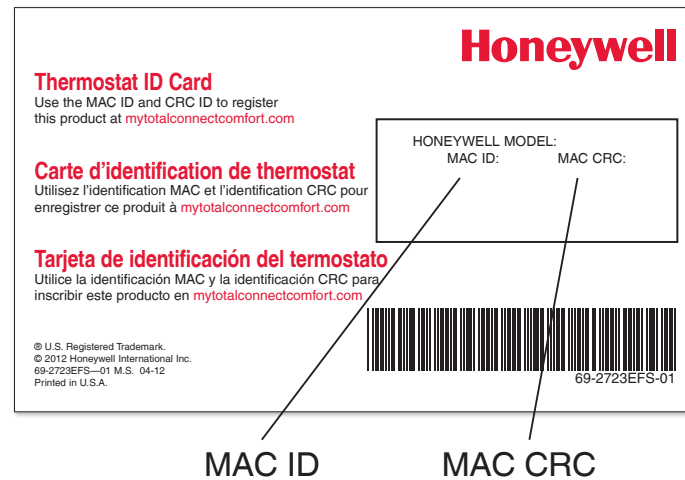 Honeywell
Thermostat ID Card
Use the MAC ID and CRC ID to register
this product at mytotalconnectcomfort.com
HONEYWELL MODEL:
MAC ID: MAC CRC:
Carte d'identification de thermostat
Utilisez l'identification MAC et l'identification CRC pour
enregistrer ce produit à mytotalconnectcomfort.com
Tarjeta de identificación del termostato
Utilice la identificación MAC y la identificación CRC para
inscribir este producto en mytotalconnectcomfort.com
® U.S. Registered Trademark.
© 2012 Honeywell International Inc.
69-2723EFS—01 M.S. 04-12
Printed in U.S.A.
69-2723EFS-01
MAC ID MAC CRC